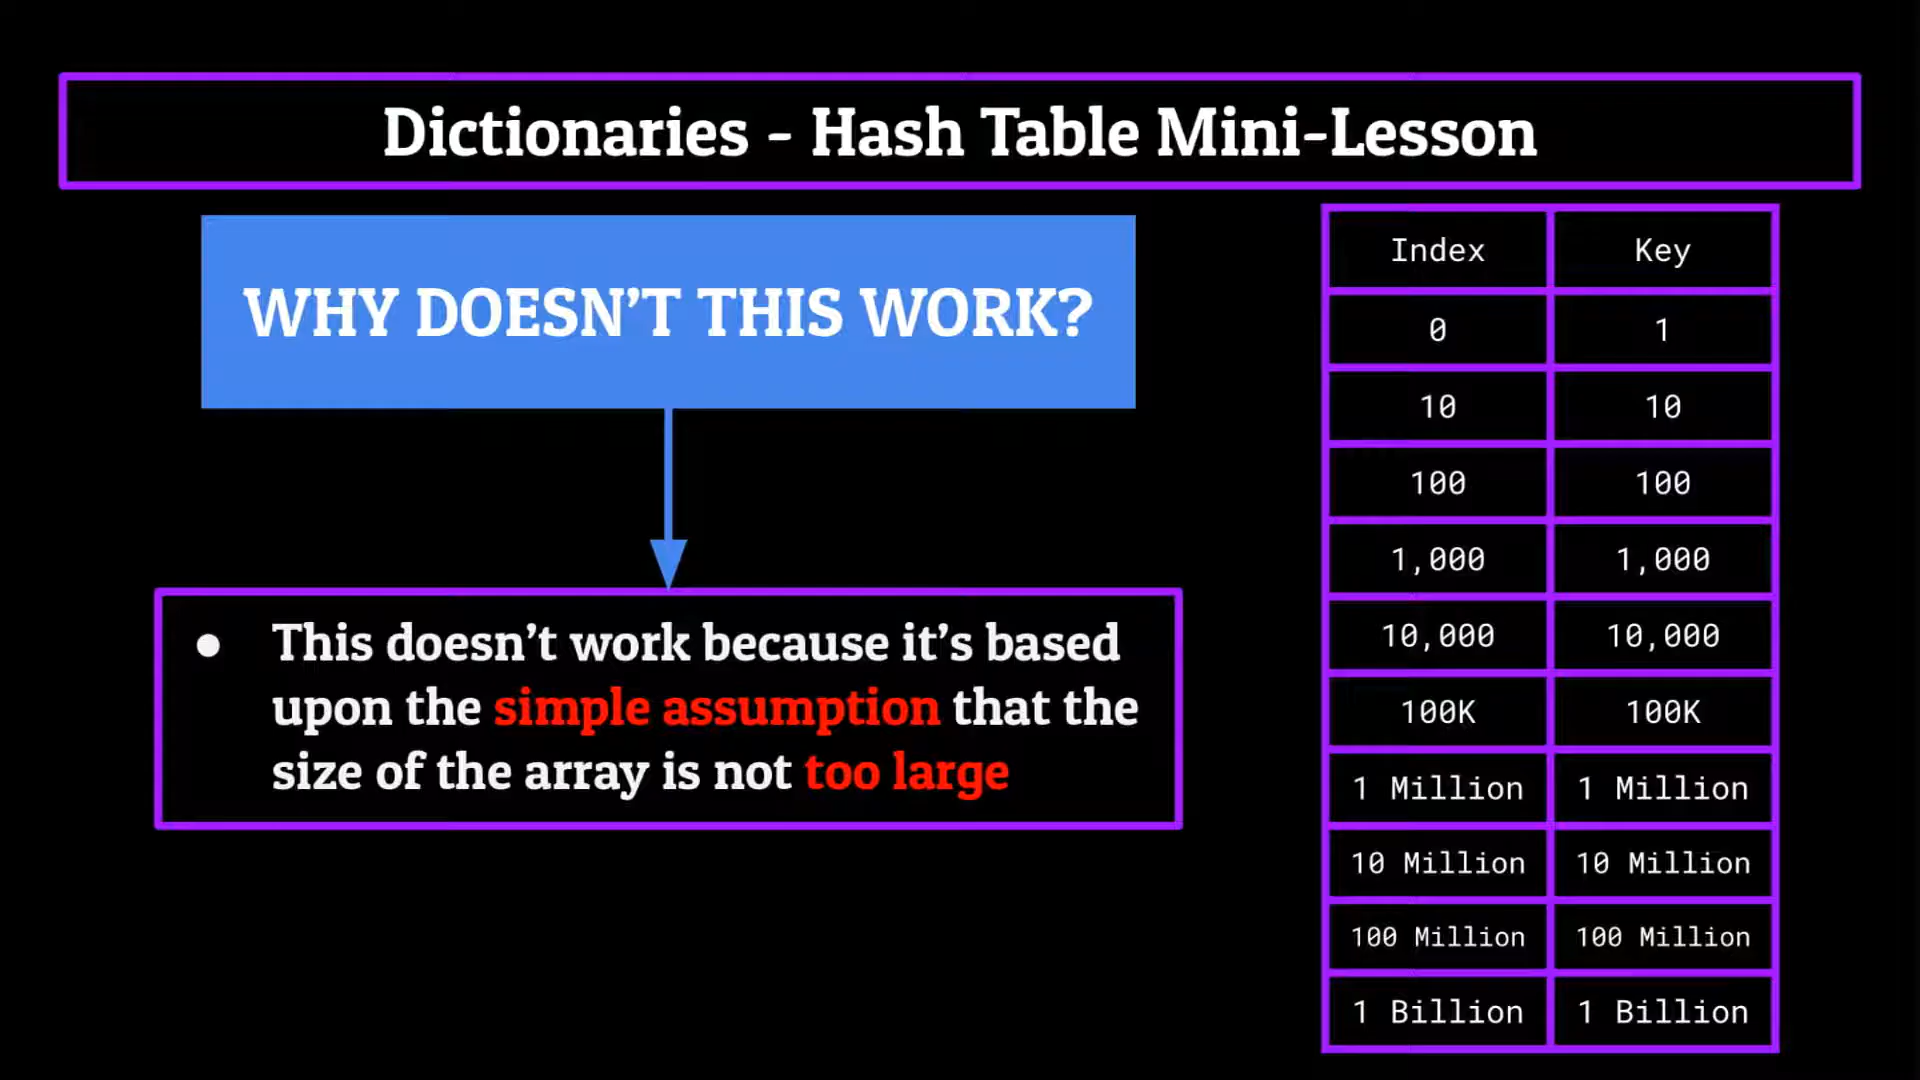 Dictionaries - Hash Table Mini-Lesson
WHY DOESN’T THIS WORK?
● This doesn’t work because it’s based
upon the simple assumption that the
size of the array is not too large
Index Key
0 1
10 10
100 100
1,000 1,000
10,000 10,000
100K 100K
1 Million 1 Million
10 Million 10 Million
100 Million 100 Million
1 Billion 1 Billion